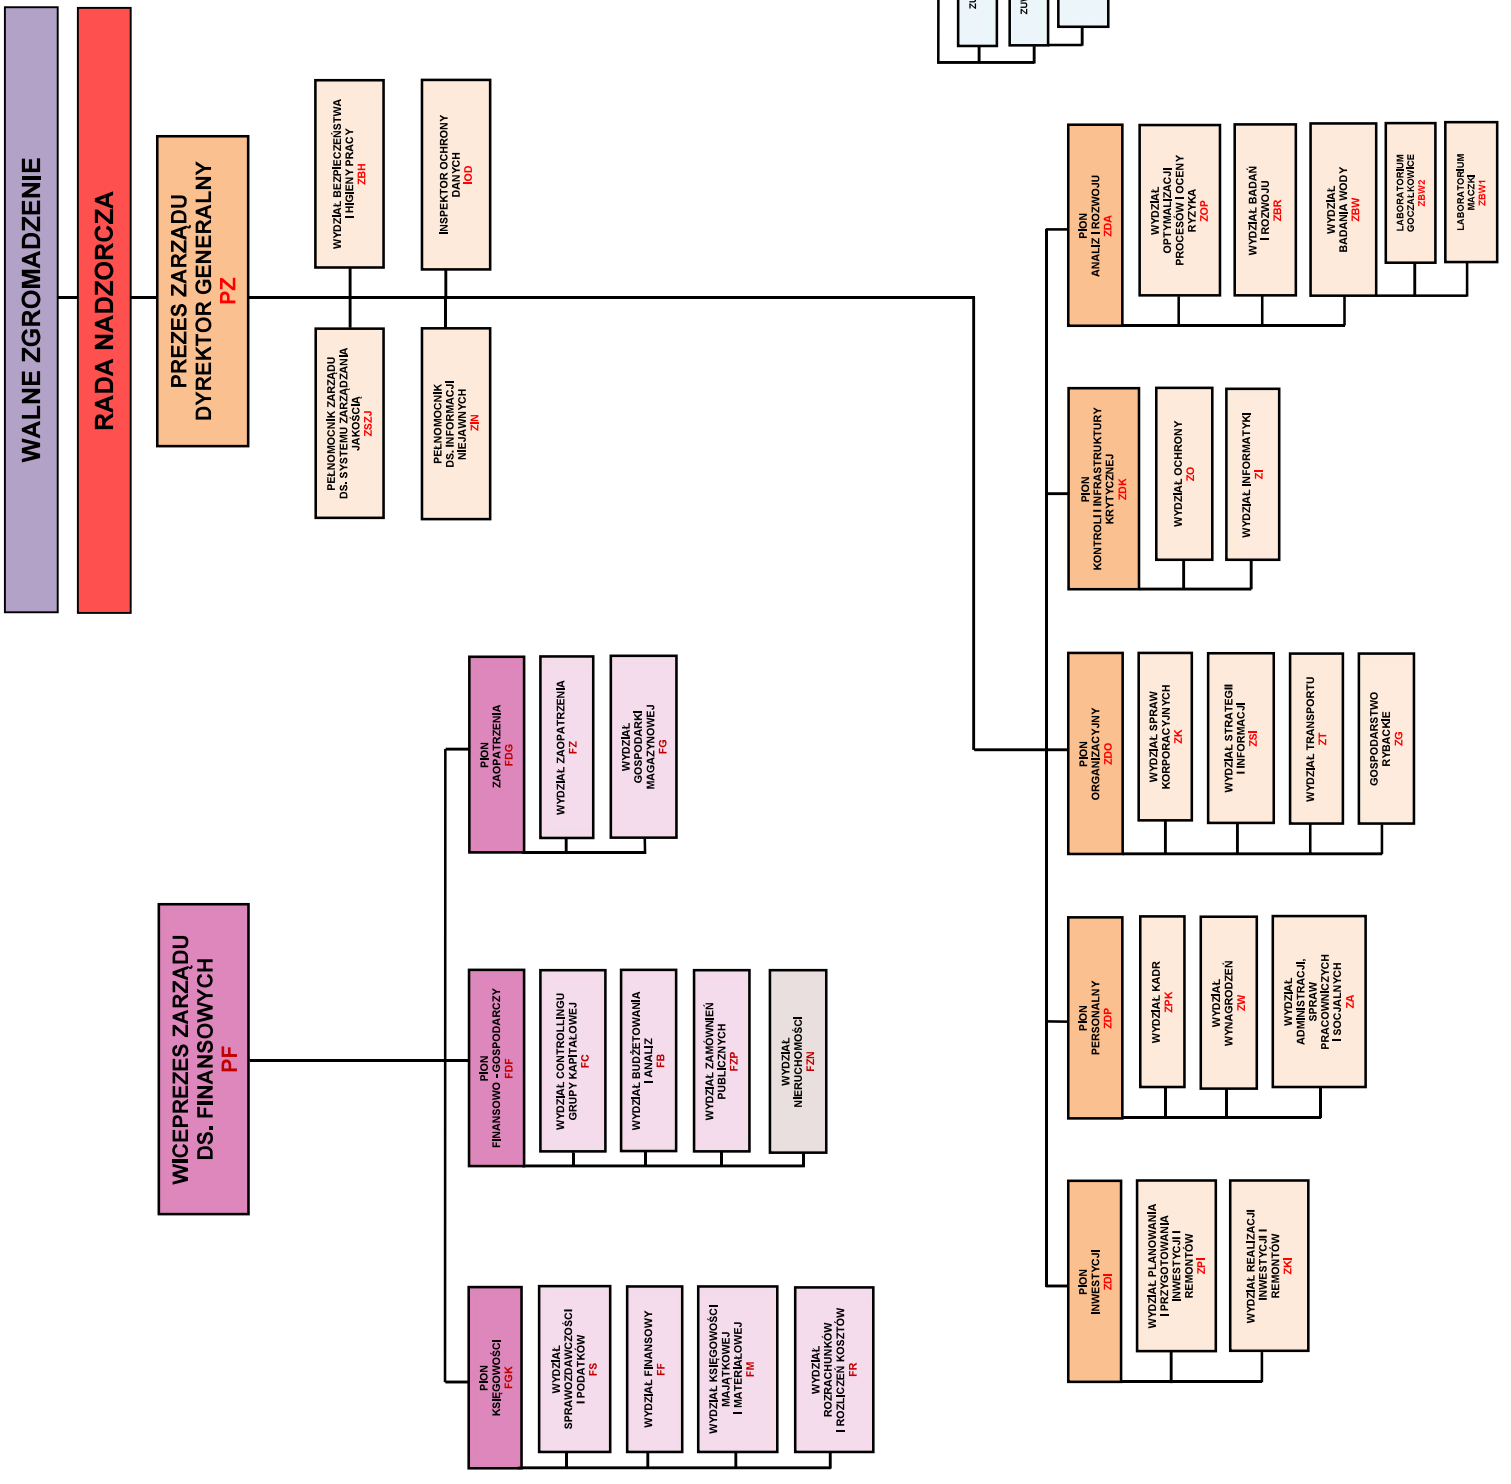 WALNE ZGROMADZENIE
RADA NADZORCZA
WICEPREZES ZARZĄDU
DS. FINANSOWYCH
PF
PREZES ZARZĄDU
DYREKTOR GENERALNY
PZ
PEŁNOMOCNIK ZARZĄDU
DS. SYSTEMU ZARZĄDZANIA
JAKOŚCIĄ
ZSZJ
WYDZIAŁ BEZPIECZEŃSTWA
I HIGIENY PRACY
ZBH
PEŁNOMOCNIK
DS. INFORMACJI
NIEJAWNYCH
ZIN
INSPEKTOR OCHRONY
DANYCH
IOD
PION
KSIĘGOWOŚCI
FGK
WYDZIAŁ
SPRAWOZDAWCZOŚCI
I PODATKÓW
FS
WYDZIAŁ FINANSOWY
FF
WYDZIAŁ KSIĘGOWOŚCI
MAJĄTKOWEJ
I MATERIAŁOWEJ
FM
WYDZIAŁ
ROZRACHUNKÓW
I ROZLICZEŃ KOSZTÓW
FR
PION
FINANSOWO - GOSPODARCZY
FDF
WYDZIAŁ CONTROLLINGU
GRUPY KAPITAŁOWEJ
FC
WYDZIAŁ BUDŻETOWANIA
I ANALIZ
FB
WYDZIAŁ ZAMÓWNIEŃ
PUBLICZNYCH
FZP
WYDZIAŁ
NIERUCHOMOŚCI
FZN
PION
ZAOPATRZENIA
FDG
WYDZIAŁ ZAOPATRZENIA
FZ
WYDZIAŁ
GOSPODARKI
MAGAZYNOWEJ
FG
PION
INWESTYCJI
ZDI
WYDZIAŁ PLANOWANIA
I PRZYGOTOWANIA
INWESTYCJI I
REMONTÓW
ZPI
WYDZIAŁ REALIZACJI
INWESTYCJI I
REMONTÓW
ZKI
PION
PERSONALNY
ZDP
WYDZIAŁ KADR
ZPK
WYDZIAŁ
WYNAGRODZEŃ
ZW
WYDZIAŁ
ADMINISTRACJI,
SPRAW
PRACOWNICZYCH
I SOCJALNYCH
ZA
PION
ORGANIZACYJNY
ZDO
WYDZIAŁ SPRAW
KORPORACYJNYCH
ZK
WYDZIAŁ STRATEGII
I INFORMACJI
ZSI
WYDZIAŁ TRANSPORTU
ZT
GOSPODARSTWO
RYBACKIE
ZG
PION
KONTROLI I INFRASTRUKTURY
KRYTYCZNEJ
ZDK
WYDZIAŁ OCHRONY
ZO
WYDZIAŁ INFORMATYKI
ZI
PION
ANALIZ I ROZWOJU
ZDA
WYDZIAŁ
OPTYMALIZACJI
PROCESÓW I OCENY
RYZYKA
ZOP
WYDZIAŁ BADAŃ
I ROZWOJU
ZBR
WYDZIAŁ
BADANIA WODY
ZBW
LABORATORIUM
GOCZAŁKOWICE
ZBW2
LABORATORIUM
MACZKI
ZBW1